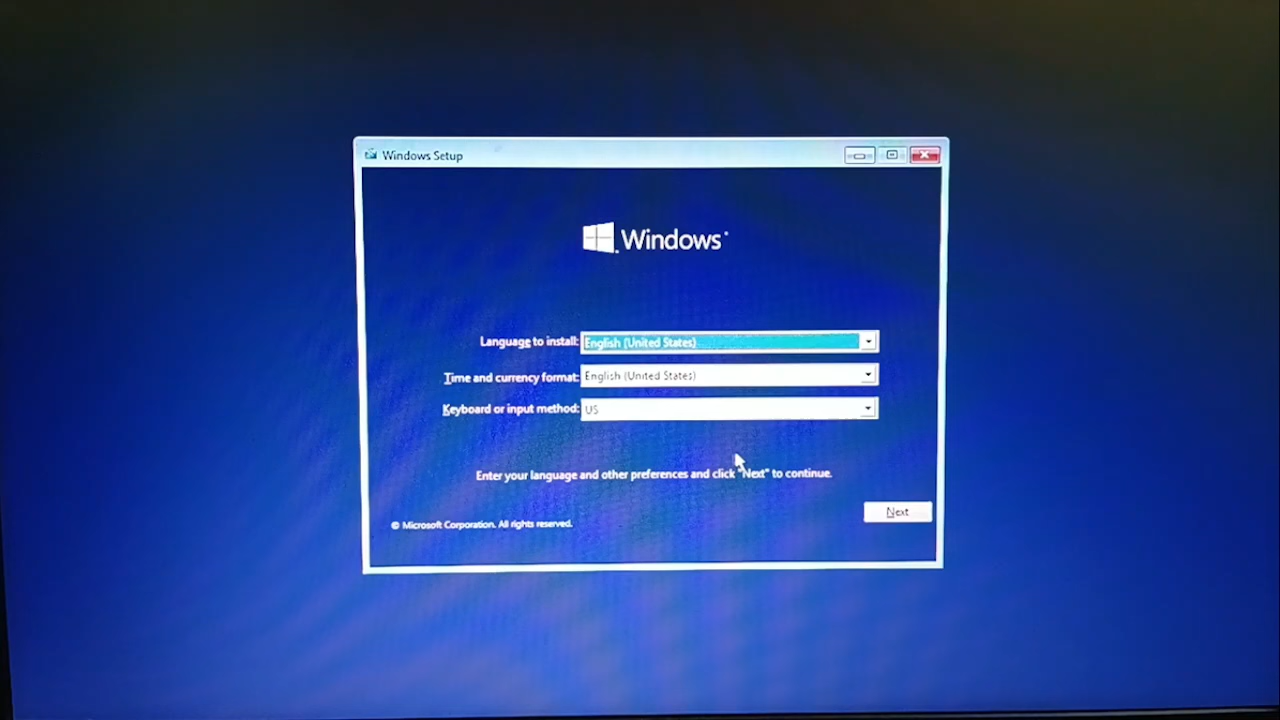 Windows Setup
Windows
Language to install: English (United States)
Time and currency format: English (United States)
Keyboard or input method: US
Enter your language and other preferences and click "Next" to continue.
Next
© Microsoft Corporation. All rights reserved.